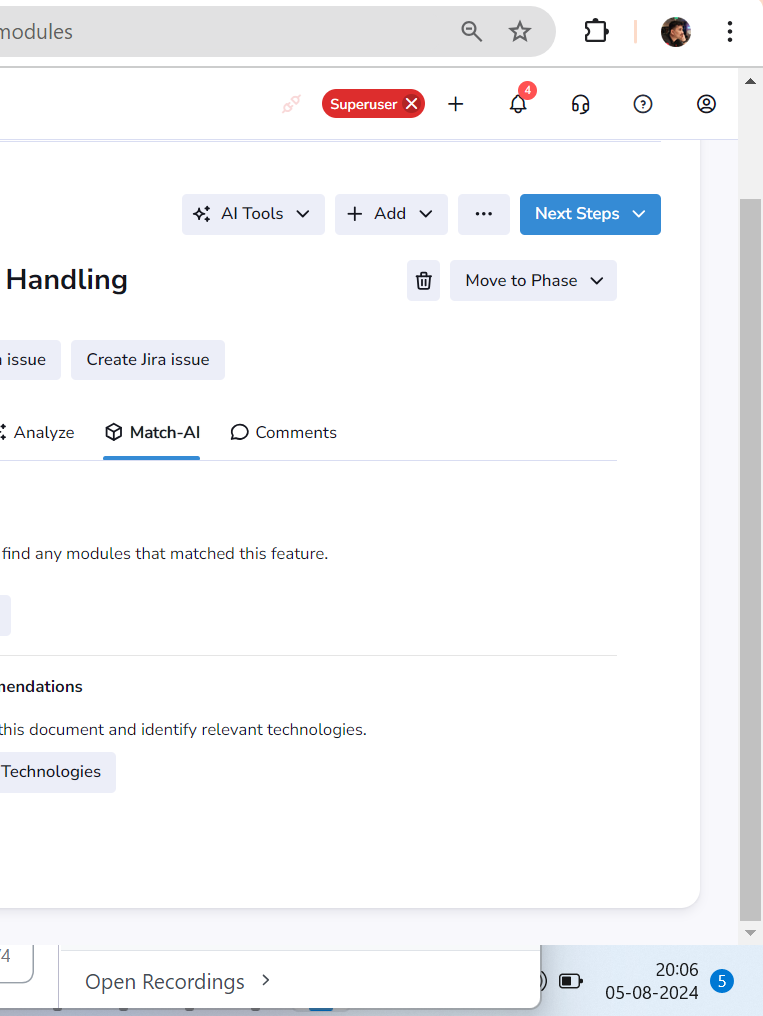 modules
Superuser
4
AI Tools
Add
Next Steps
Handling
Move to Phase
issue
Create Jira issue
Analyze
Match-AI
Comments
find any modules that matched this feature.
mendations
this document and identify relevant technologies.
Technologies
/4
Open Recordings
20:06
05-08-2024
5